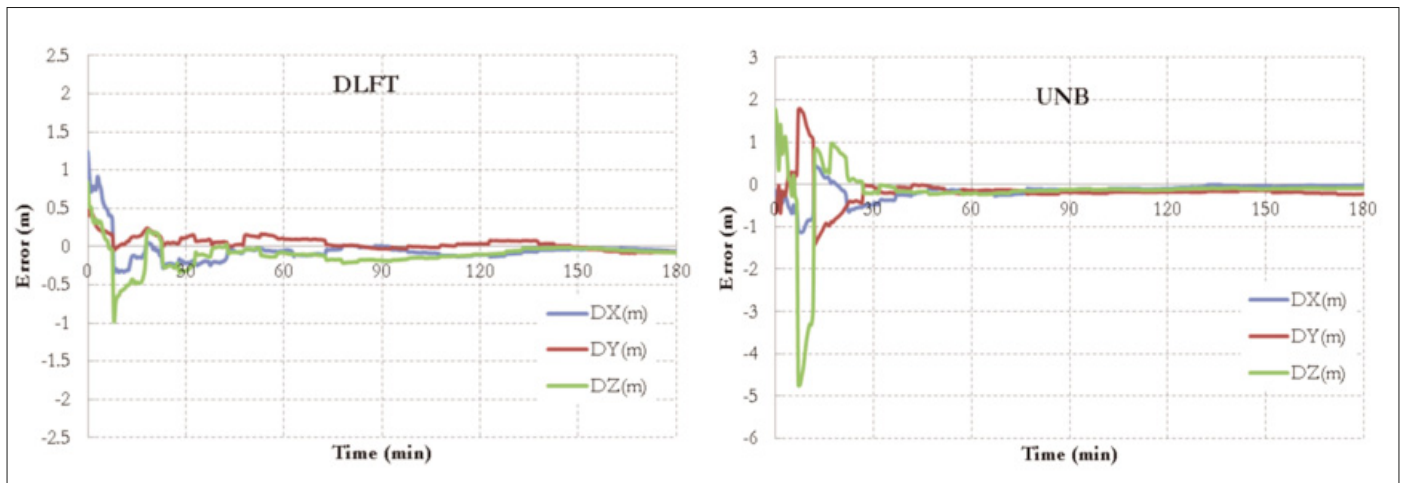 DLFT
2.5
2
1.5
1
0.5
0
-0.5
-1
-1.5
-2
-2.5
0 30 60 90 120 150 180
Error (m)
Time (min)
DX(m)
DY(m)
DZ(m)
UNB
3
2
1
0
-1
-2
-3
-4
-5
-6
0 30 60 90 120 150 180
Error (m)
Time (min)
DX(m)
DY(m)
DZ(m)